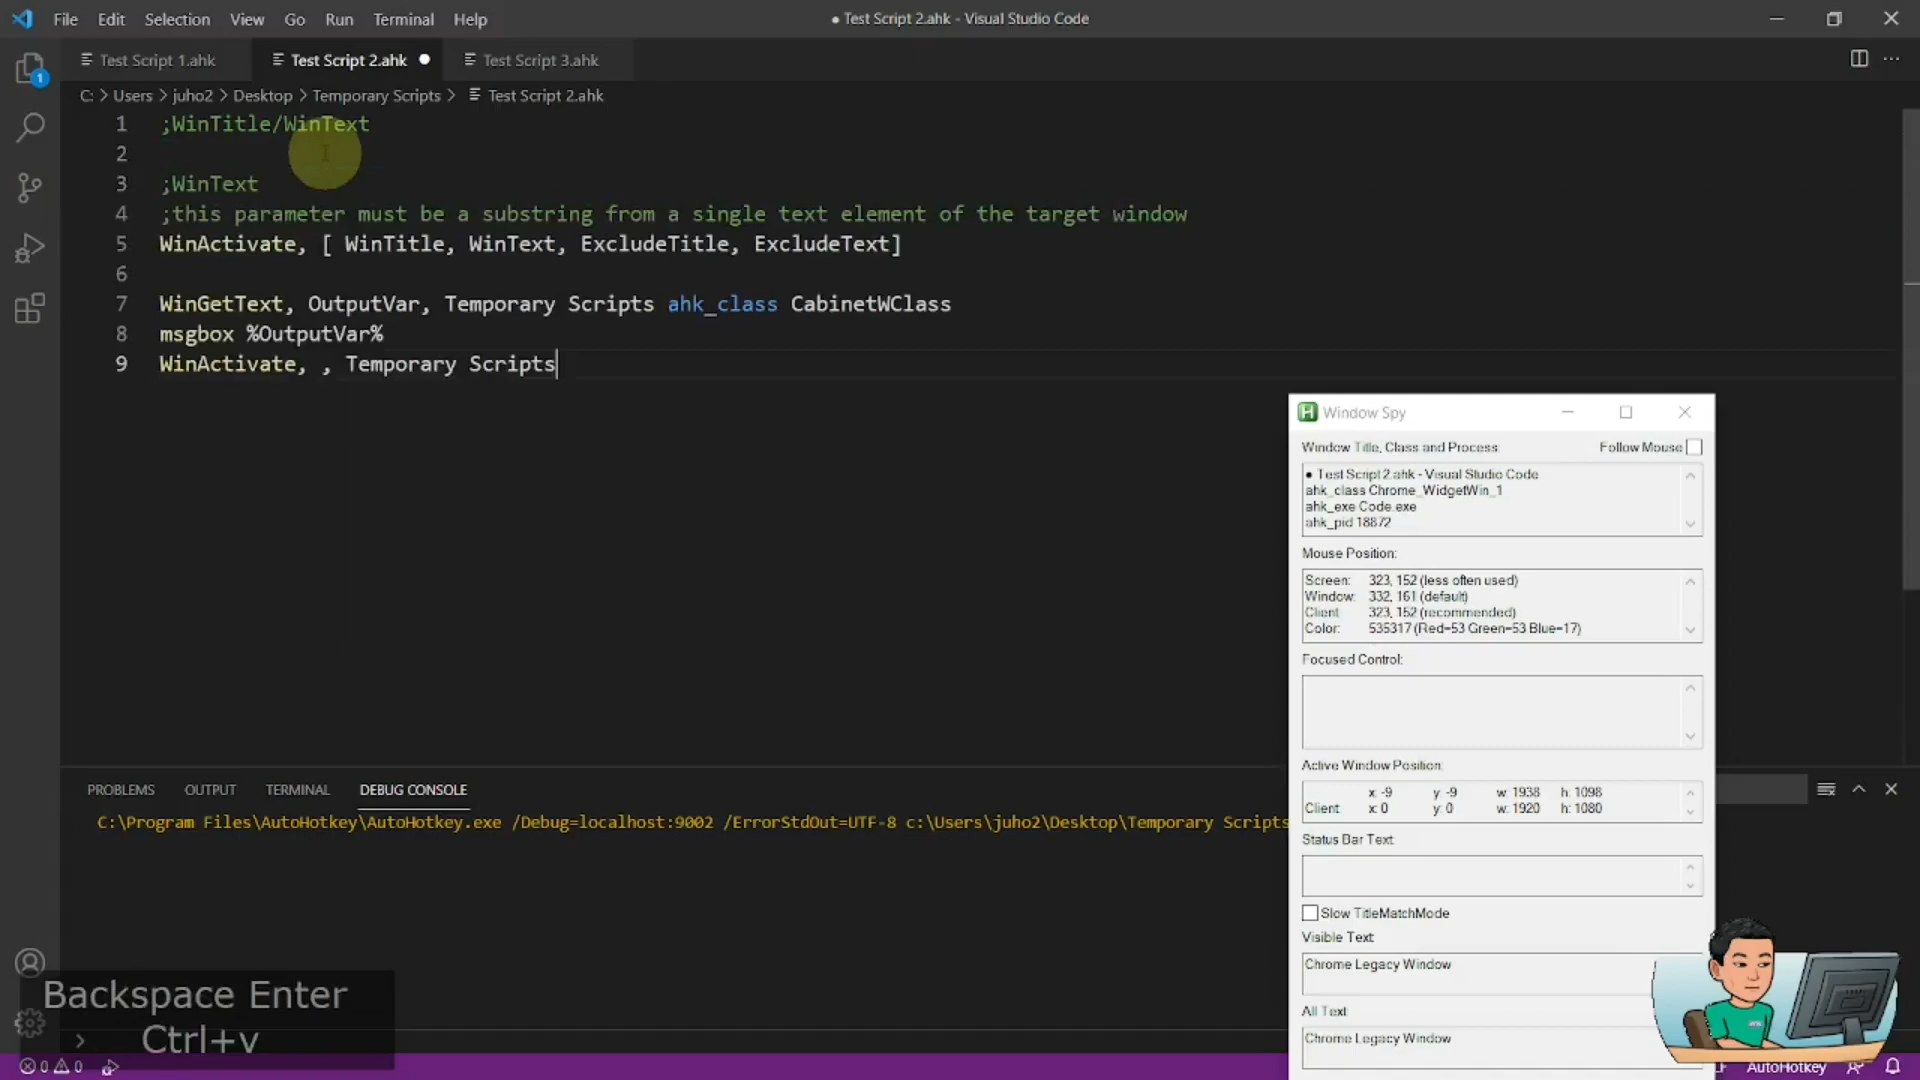 File Edit Selection View Go Run Terminal Help
● Test Script 2.ahk - Visual Studio Code
Test Script 1.ahk
Test Script 2.ahk ●
Test Script 3.ahk
1
C: > Users > juho2 > Desktop > Temporary Scripts > Test Script 2.ahk
1 ;WinTitle/WinText
2
3 ;WinText
4 ;this parameter must be a substring from a single text element of the target window
5 WinActivate, [ WinTitle, WinText, ExcludeTitle, ExcludeText]
6
7 WinGetText, OutputVar, Temporary Scripts ahk_class CabinetWClass
8 msgbox %OutputVar%
9 WinActivate, , Temporary Scripts
Window Spy
Window Title, Class and Process:
Follow Mouse
● Test Script 2.ahk - Visual Studio Code
ahk_class Chrome_WidgetWin_1
ahk_exe Code.exe
ahk_pid 18872
Mouse Position:
Screen: 323, 152 (less often used)
Window: 332, 161 (default)
Client: 323, 152 (recommended)
Color: 535317 (Red=53 Green=53 Blue=17)
Focused Control:
Active Window Position:
x: -9 y: -9 w: 1938 h: 1098
Client: x: 0 y: 0 w: 1920 h: 1080
Status Bar Text:
Slow TitleMatchMode
Visible Text:
Chrome Legacy Window
All Text:
Chrome Legacy Window
PROBLEMS OUTPUT TERMINAL DEBUG CONSOLE
C:\Program Files\AutoHotkey\AutoHotkey.exe /Debug=localhost:9002 /ErrorStdOut=UTF-8 c:\Users\juho2\Desktop\Temporary Scripts
Backspace Enter
Ctrl+v
0 0
AutoHotkey